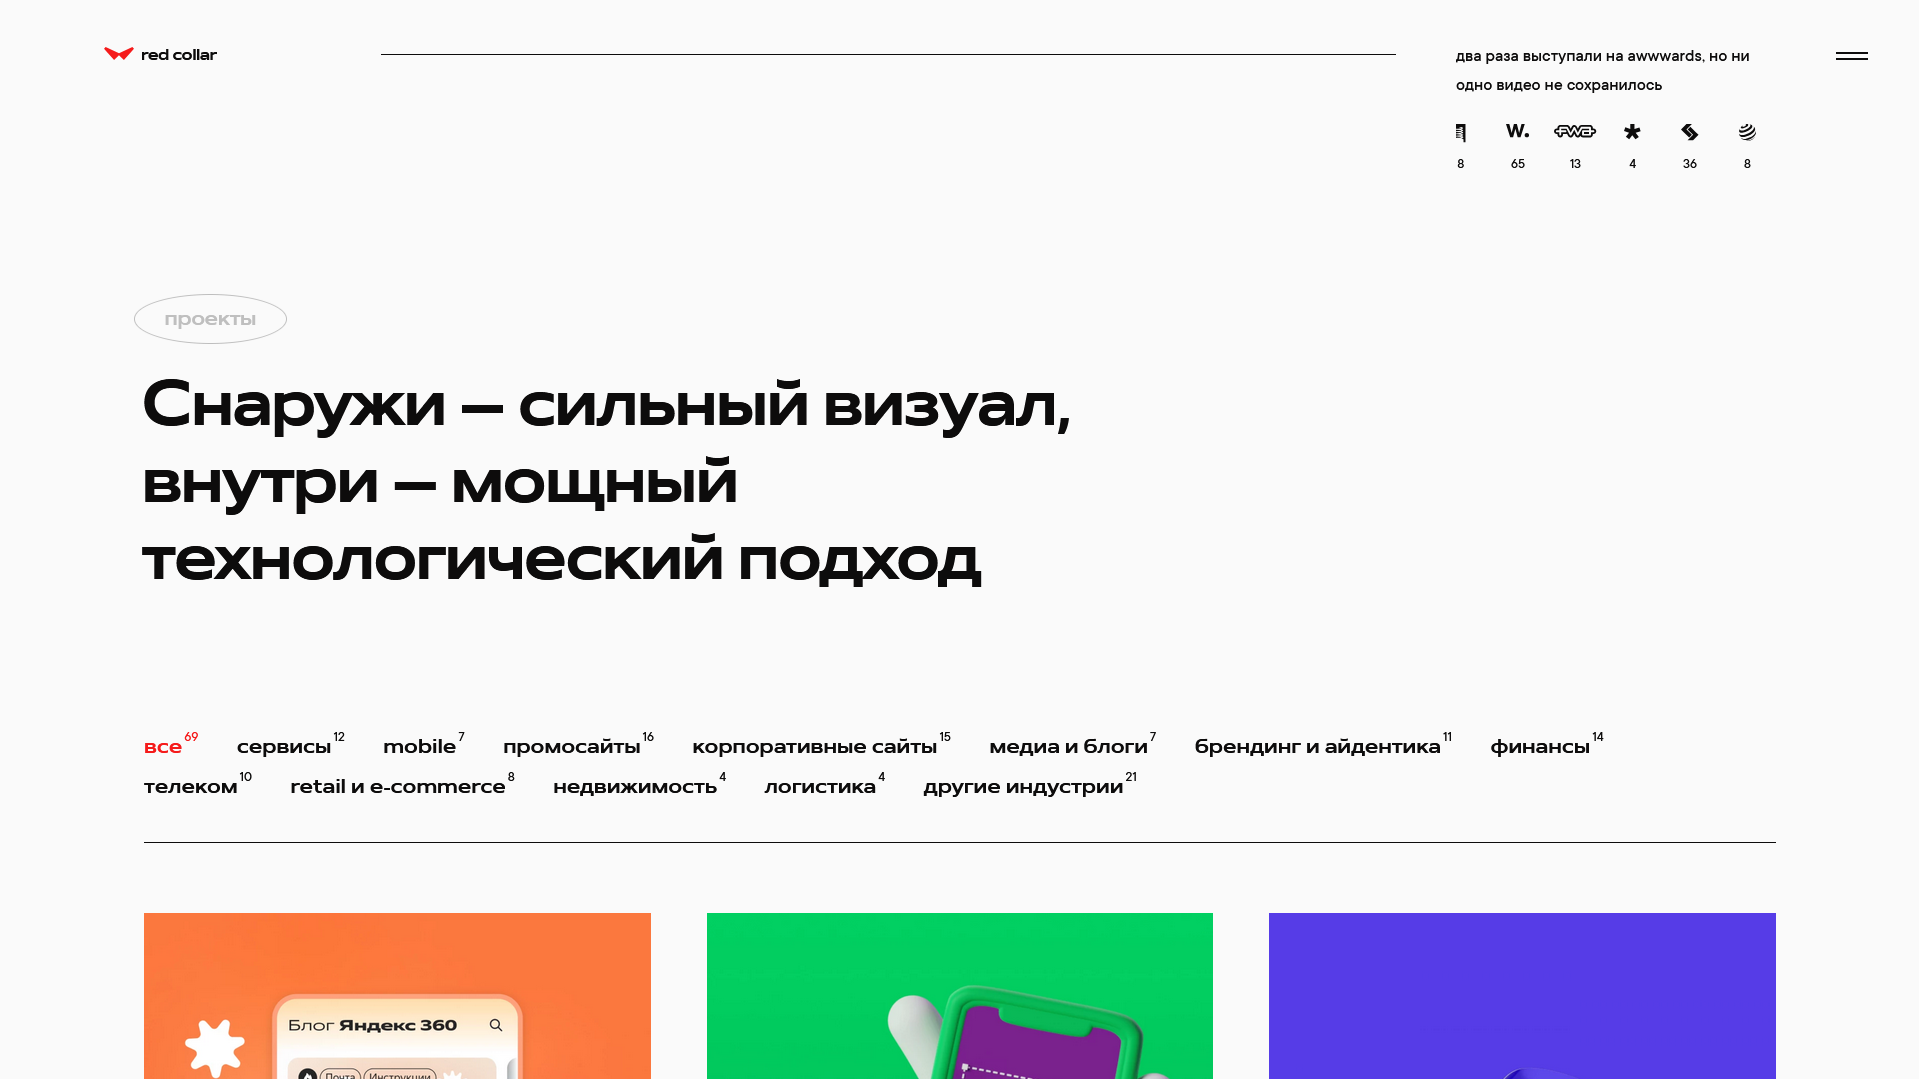 red collar
два раза выступали на awwwards, но ни
одно видео не сохранилось
W.
FWA
8 65 13 4 36 8
проекты
Снаружи — сильный визуал,
внутри — мощный
технологический подход
все 69 сервисы 12 mobile 7 промосайты 16 корпоративные сайты 15 медиа и блоги 7 брендинг и айдентика 11 финансы 14
телеком 10 retail и e-commerce 8 недвижимость 4 логистика 4 другие индустрии 21
Блог Яндекс 360
Почта Инструкции